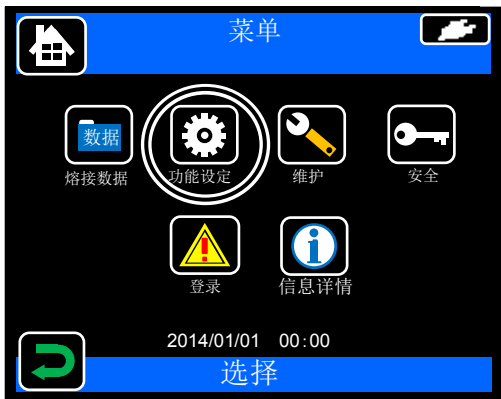 菜单
数据
熔接数据 功能设定 维护 安全
登录 信息详情
2014/01/01 00:00
选择